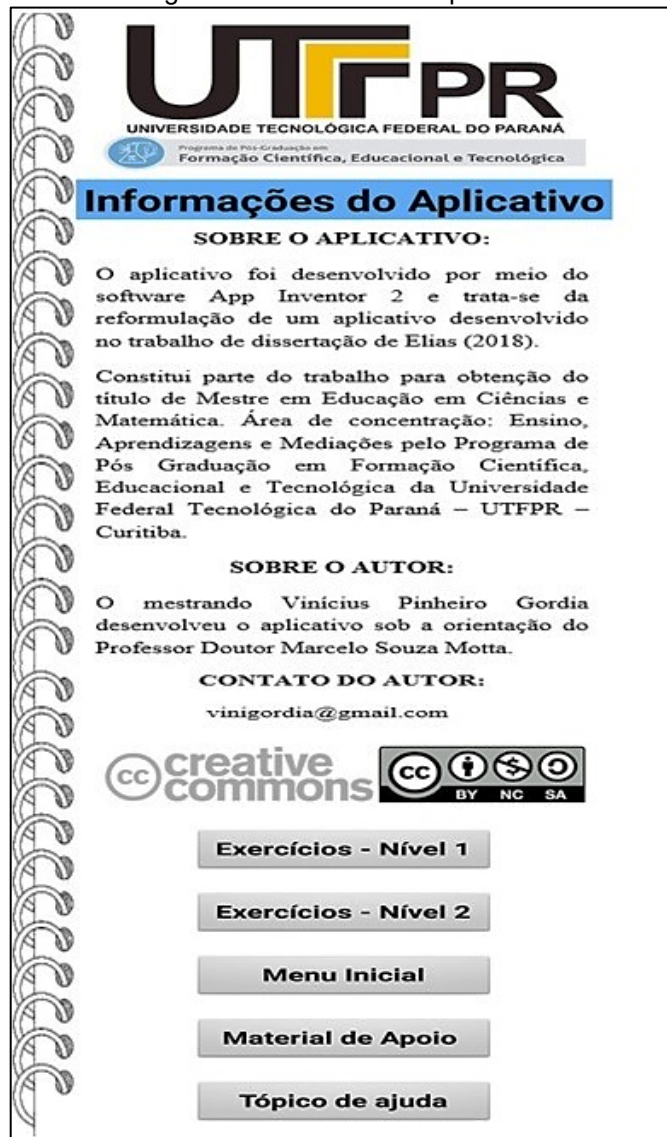 UTFPR
UNIVERSIDADE TECNOLÓGICA FEDERAL DO PARANÁ
Programa de Pós-Graduação em
Formação Científica, Educacional e Tecnológica
Informações do Aplicativo
SOBRE O APLICATIVO:
O aplicativo foi desenvolvido por meio do
software App Inventor 2 e trata-se da
reformulação de um aplicativo desenvolvido
no trabalho de dissertação de Elias (2018).
Constitui parte do trabalho para obtenção do
título de Mestre em Educação em Ciências e
Matemática. Área de concentração: Ensino,
Aprendizagens e Mediações pelo Programa de
Pós Graduação em Formação Científica,
Educacional e Tecnológica da Universidade
Federal Tecnológica do Paraná – UTFPR –
Curitiba.
SOBRE O AUTOR:
O mestrando Vinícius Pinheiro Gordia
desenvolveu o aplicativo sob a orientação do
Professor Doutor Marcelo Souza Motta.
CONTATO DO AUTOR:
vinigordia@gmail.com
cc creative commons cc BY NC SA
Exercícios - Nível 1
Exercícios - Nível 2
Menu Inicial
Material de Apoio
Tópico de ajuda